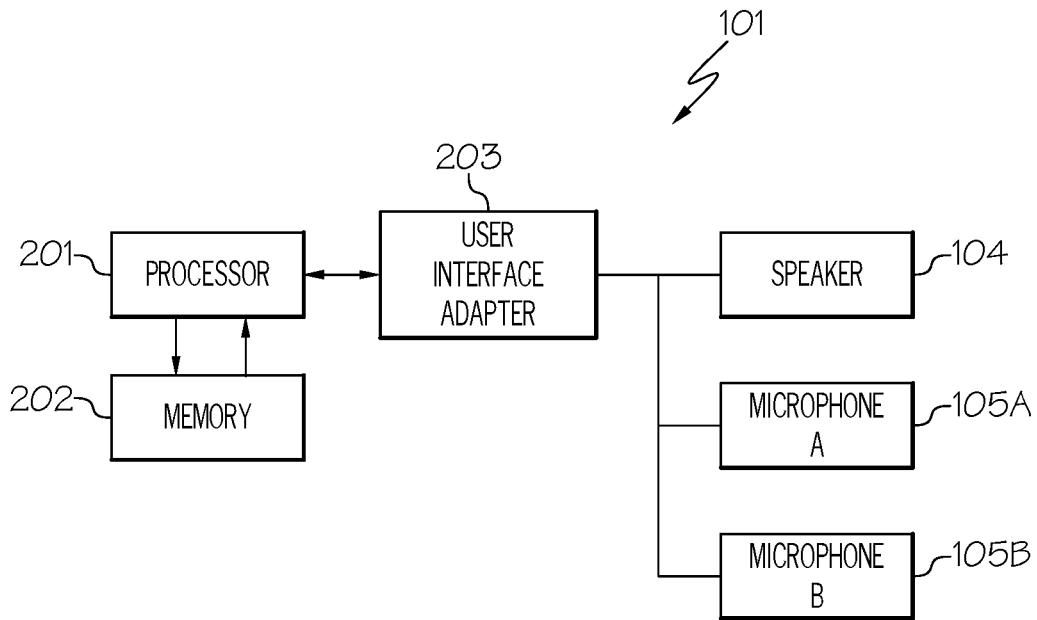 101
203
201
PROCESSOR
USER
INTERFACE
ADAPTER
SPEAKER
104
202
MEMORY
MICROPHONE
A
105A
MICROPHONE
B
105B